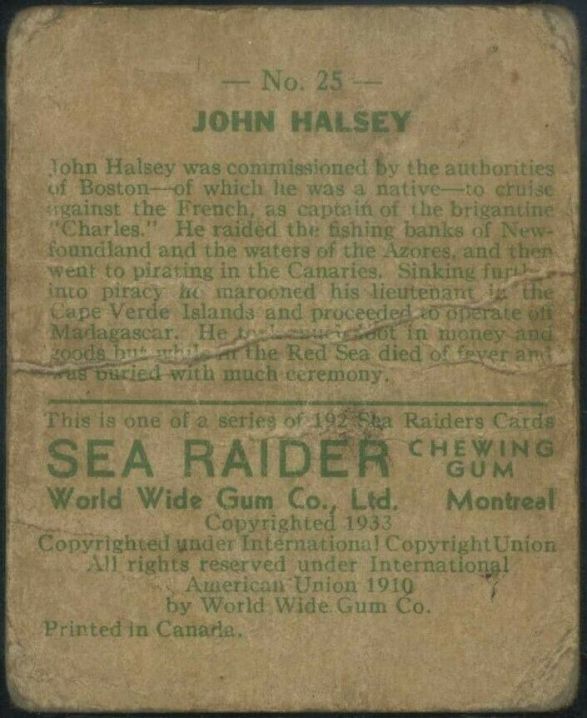 — No. 25 —
JOHN HALSEY
John Halsey was commissioned by the authorities
of Boston—of which he was a native—to cruise
against the French, as captain of the brigantine
"Charles." He raided the fishing banks of New-
foundland and the waters of the Azores, and then
went to pirating in the Canaries. Sinking further
into piracy he marooned his lieutenant in the
Cape Verde Islands and proceeded to operate off
Madagascar. He took much loot in money and
goods but while in the Red Sea died of fever and
was buried with much ceremony.
This is one of a series of 192 Sea Raiders Cards
SEA RAIDER CHEWING GUM
World Wide Gum Co., Ltd. Montreal
Copyrighted 1933
Copyrighted under International Copyright Union
All rights reserved under International
American Union 1910
by World Wide Gum Co.
Printed in Canada.